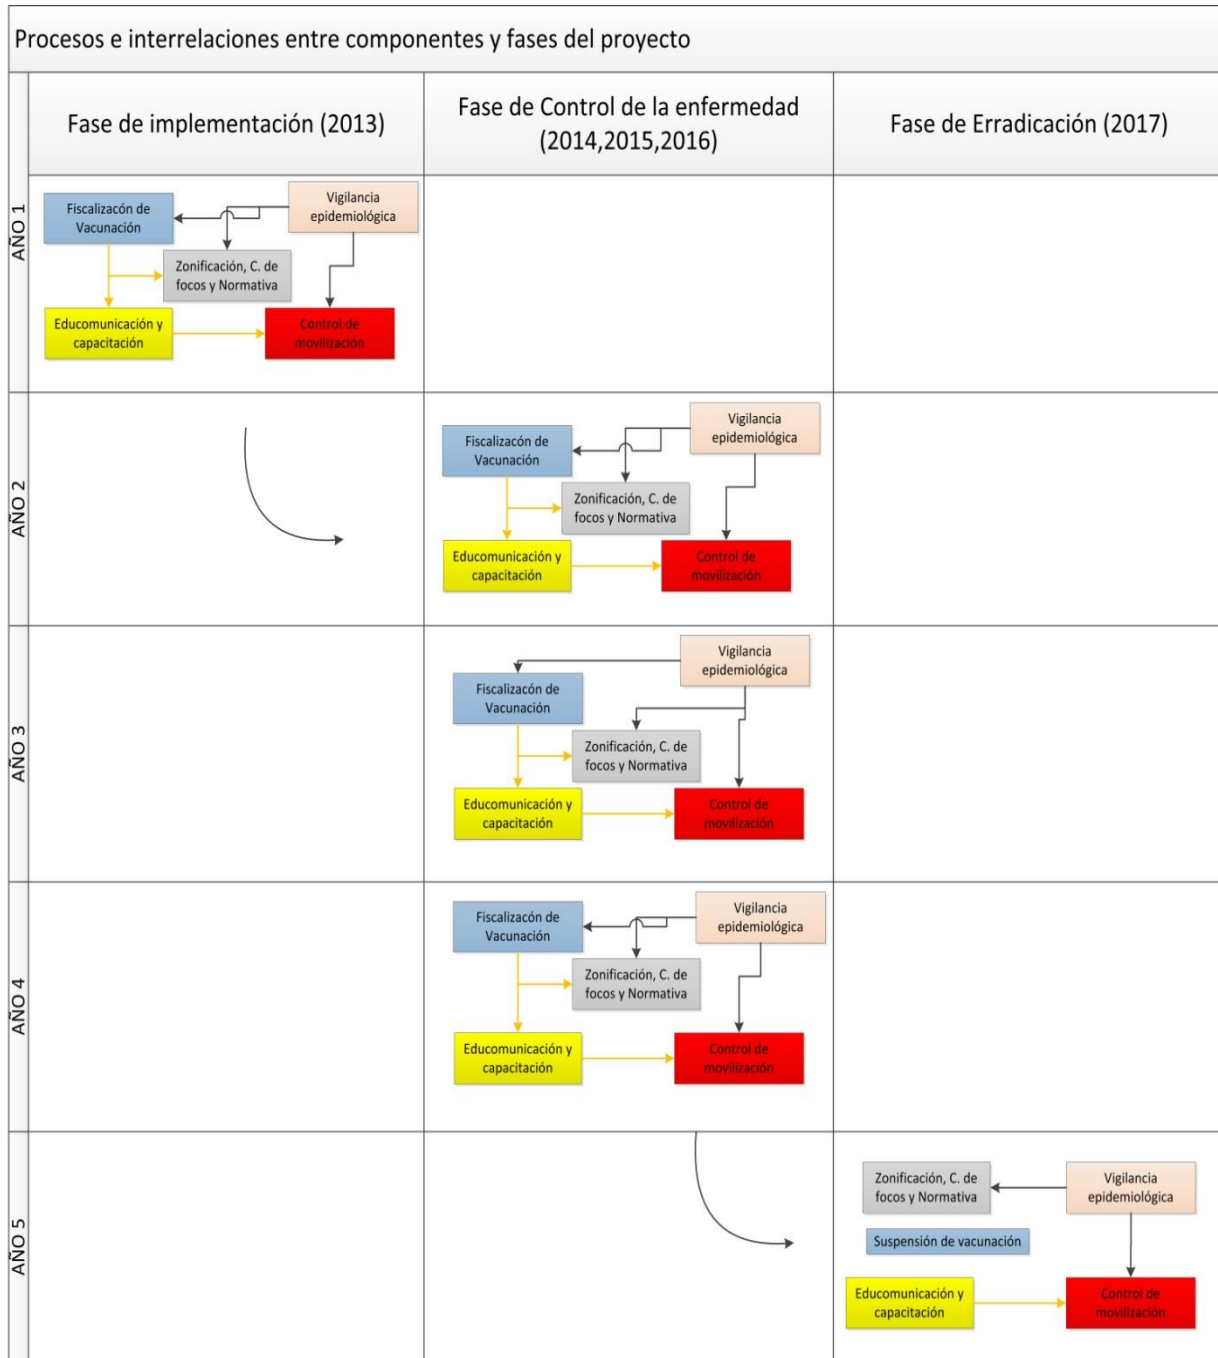 Procesos e interrelaciones entre componentes y fases del proyecto
Fase de implementación (2013)
Fase de Control de la enfermedad
(2014,2015,2016)
Fase de Erradicación (2017)
AÑO 1
Fiscalizacón de
Vacunación
Vigilancia
epidemiológica
Zonificación, C. de
focos y Normativa
Educomunicación y
capacitación
Control de
movilización
AÑO 2
Fiscalizacón de
Vacunación
Vigilancia
epidemiológica
Zonificación, C. de
focos y Normativa
Educomunicación y
capacitación
Control de
movilización
AÑO 3
Vigilancia
epidemiológica
Fiscalizacón de
Vacunación
Zonificación, C. de
focos y Normativa
Educomunicación y
capacitación
Control de
movilización
AÑO 4
Fiscalizacón de
Vacunación
Vigilancia
epidemiológica
Zonificación, C. de
focos y Normativa
Educomunicación y
capacitación
Control de
movilización
AÑO 5
Zonificación, C. de
focos y Normativa
Vigilancia
epidemiológica
Suspensión de vacunación
Educomunicación y
capacitación
Control de
movilización